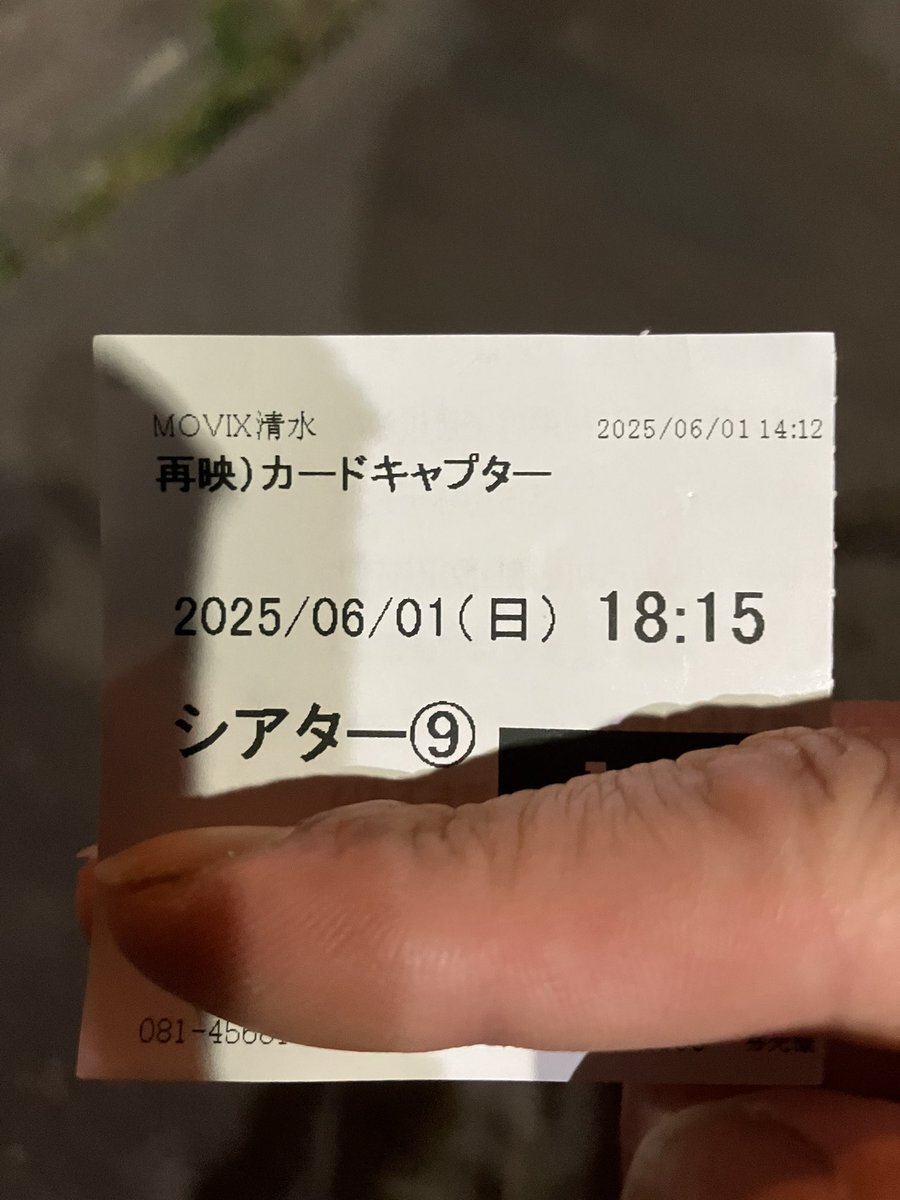 MOVIX清水
2025/06/01 14:12
再映)カードキャプター
2025/06/01(日) 18:15
シアター⑨